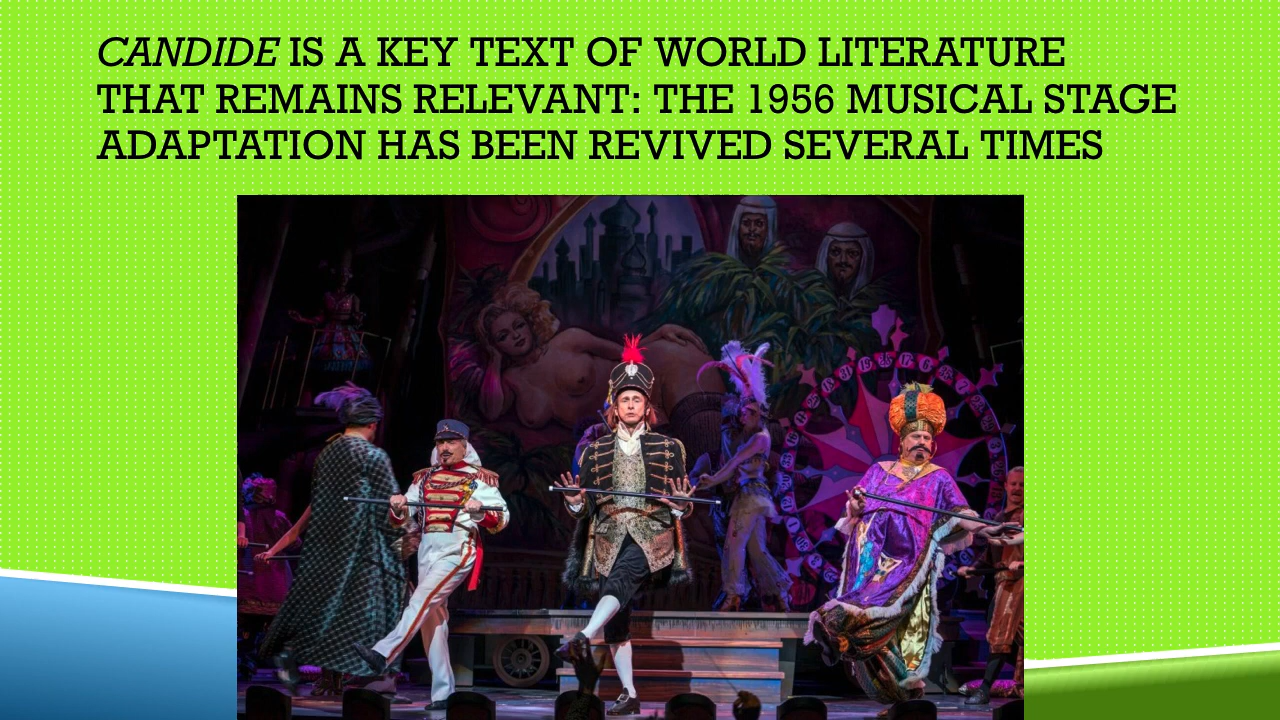 CANDIDE IS A KEY TEXT OF WORLD LITERATURE
THAT REMAINS RELEVANT: THE 1956 MUSICAL STAGE
ADAPTATION HAS BEEN REVIVED SEVERAL TIMES